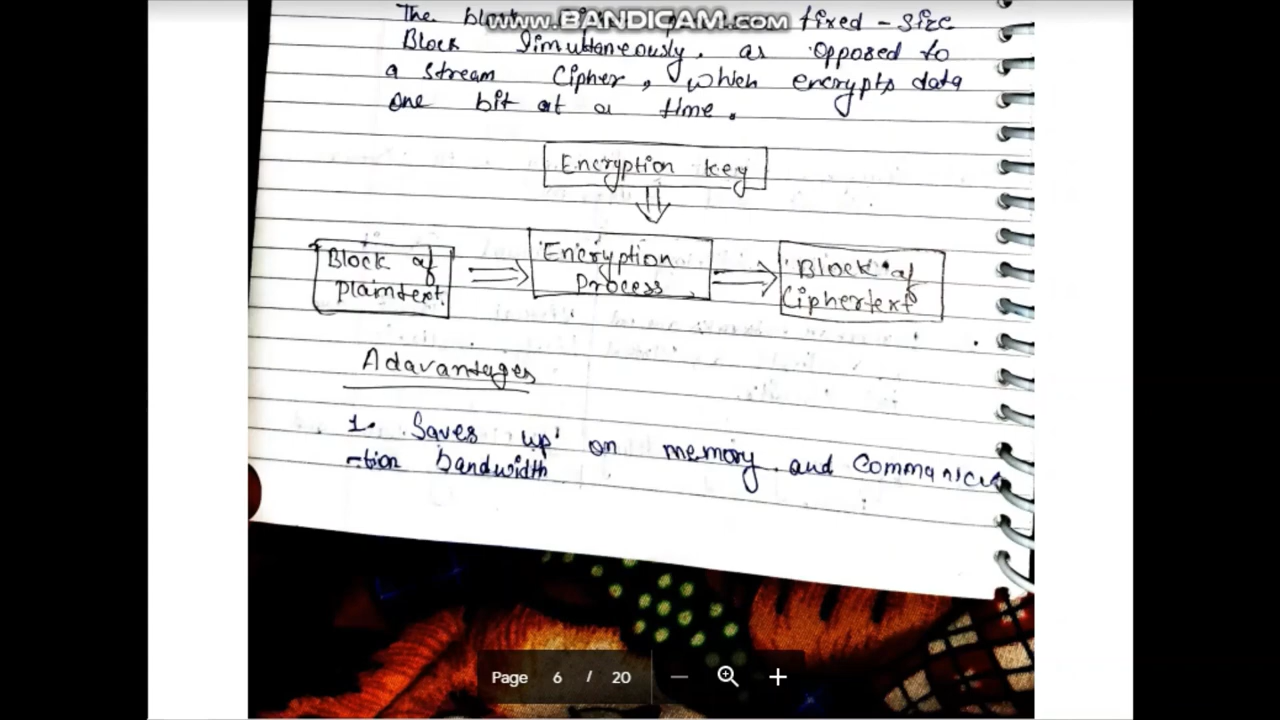 www.BANDICAM.com
The block fixed - size
Block Simultaneously. as opposed to
a stream Cipher, which encrypts data
one bit at a time.
Encryption key
Block of
plaintext.
Encryption
Process
Block of
Ciphertext
Adavantages
1. Saves up on memory and Communica
-tion bandwidth
Page 6 / 20